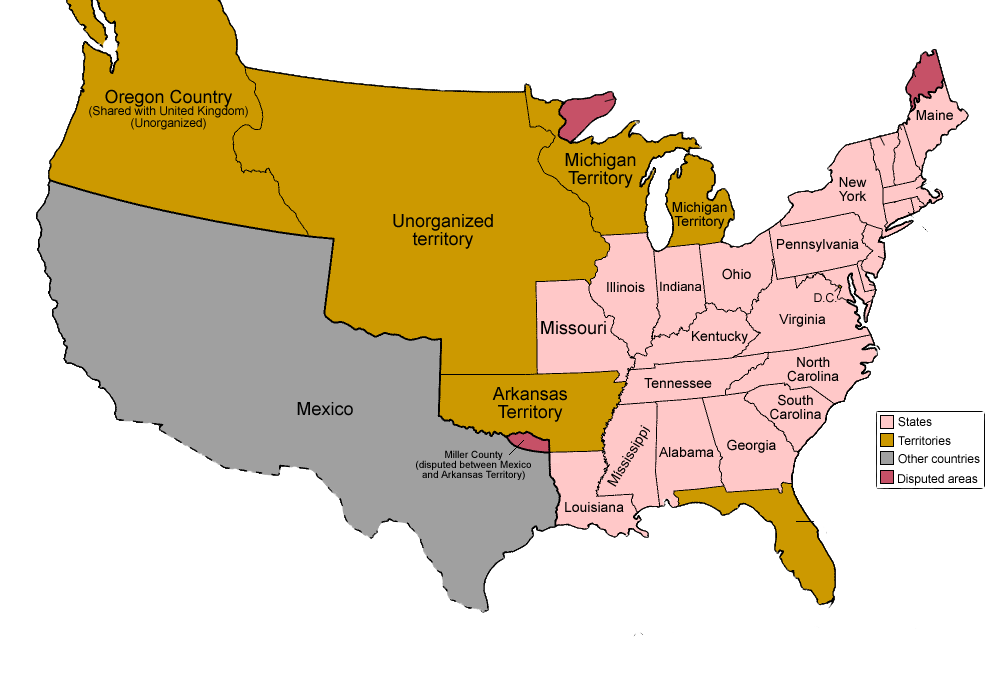 Oregon Country
(Shared with United Kingdom)
(Unorganized)
Maine
Michigan
Territory
New
York
Michigan
Territory
Unorganized
territory
Pennsylvania
Ohio
Illinois
Indiana
D.C.
Virginia
Missouri
Kentucky
North
Carolina
Tennessee
Arkansas
Territory
South
Carolina
Mexico
Mississippi
Alabama
Georgia
Miller County
(disputed between Mexico
and Arkansas Territory)
Louisiana
States
Territories
Other countries
Disputed areas